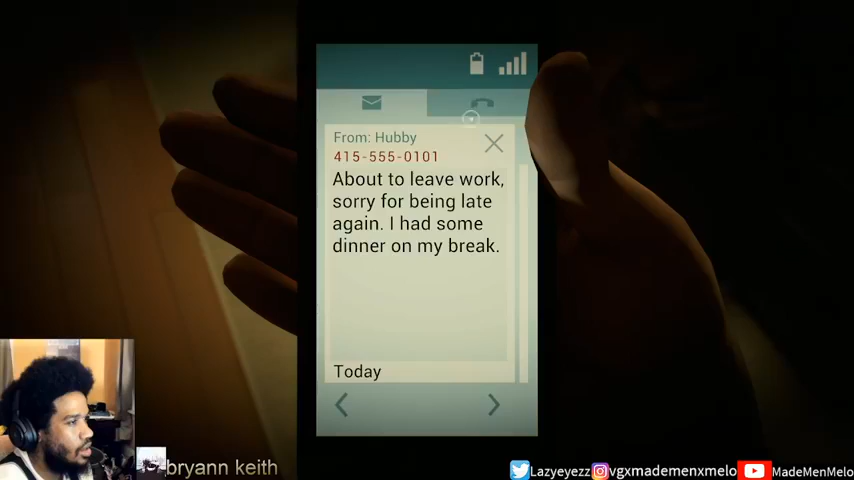 From: Hubby
415-555-0101
About to leave work,
sorry for being late
again. I had some
dinner on my break.
Today
bryann keith
Lazyeyezz
vgxmademenxmelo
MadeMenMelo